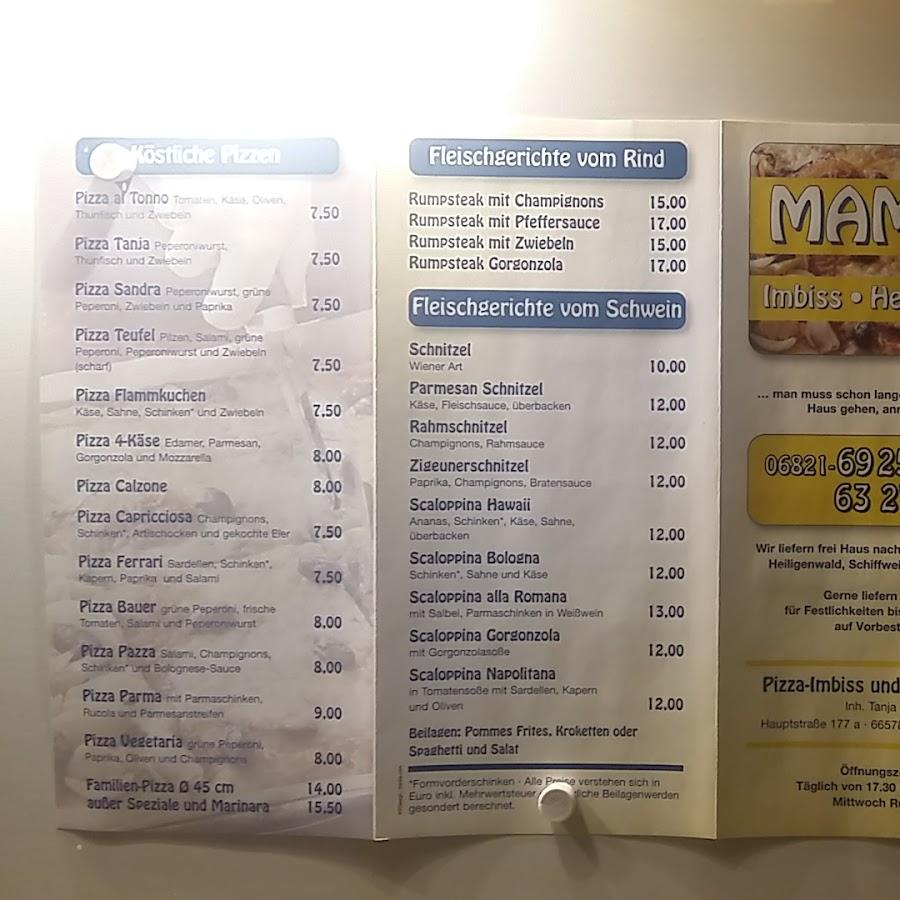 Köstliche Pizzen
Pizza al Tonno Tomaten, Käse, Oliven,
Thunfisch und Zwiebeln 7,50
Pizza Tanja Peperoniwurst,
Thunfisch und Zwiebeln 7,50
Pizza Sandra Peperoniwurst, grüne
Peperoni, Zwiebeln und Paprika 7,50
Pizza Teufel Pilzen, Salami, grüne
Peperoni, Peperoniwurst und Zwiebeln
(scharf) 7,50
Pizza Flammkuchen
Käse, Sahne, Schinken* und Zwiebeln 7,50
Pizza 4-Käse Edamer, Parmesan,
Gorgonzola und Mozzarella 8,00
Pizza Calzone 8,00
Pizza Capricciosa Champignons,
Schinken*, Artischocken und gekochte Eier 7,50
Pizza Ferrari Sardellen, Schinken*,
Kapern, Paprika und Salami 7,50
Pizza Bauer grüne Peperoni, frische
Tomaten, Salami und Peperoniwurst 8,00
Pizza Pazza Salami, Champignons,
Schinken* und Bolognese-Sauce 8,00
Pizza Parma mit Parmaschinken,
Rucola und Parmesanstreifen 9,00
Pizza Vegetaria grüne Peperoni,
Paprika, Oliven und Champignons 8,00
Familien-Pizza Ø 45 cm 14,00
außer Speziale und Marinara 15,50
Fleischgerichte vom Rind
Rumpsteak mit Champignons 15,00
Rumpsteak mit Pfeffersauce 17,00
Rumpsteak mit Zwiebeln 15,00
Rumpsteak Gorgonzola 17,00
Fleischgerichte vom Schwein
Schnitzel
Wiener Art 10,00
Parmesan Schnitzel
Käse, Fleischsauce, überbacken 12,00
Rahmschnitzel
Champignons, Rahmsauce 12,00
Zigeunerschnitzel
Paprika, Champignons, Bratensauce 12,00
Scaloppina Hawaii
Ananas, Schinken*, Käse, Sahne,
überbacken 12,00
Scaloppina Bologna
Schinken*, Sahne und Käse 12,00
Scaloppina alla Romana
mit Salbei, Parmaschinken in Weißwein 13,00
Scaloppina Gorgonzola
mit Gorgonzolasoße 12,00
Scaloppina Napolitana
in Tomatensoße mit Sardellen, Kapern
und Oliven 12,00
Beilagen: Pommes Frites, Kroketten oder
Spaghetti und Salat
*Formvorderschinken - Alle Preise verstehen sich in
Euro inkl. Mehrwertsteuer Beilagenwerden
gesondert berechnet.
MAM
Imbiss • He
... man muss schon lange
Haus gehen,
06821-69 25
63 2
Wir liefern frei Haus nach
Heiligenwald, Schiffwei
Gerne liefern
für Festlichkeiten bis
auf Vorbest
Pizza-Imbiss und
Inh. Tanja
Hauptstraße 177 a · 66578
Öffnungsze
Täglich von 17.30
Mittwoch Ru